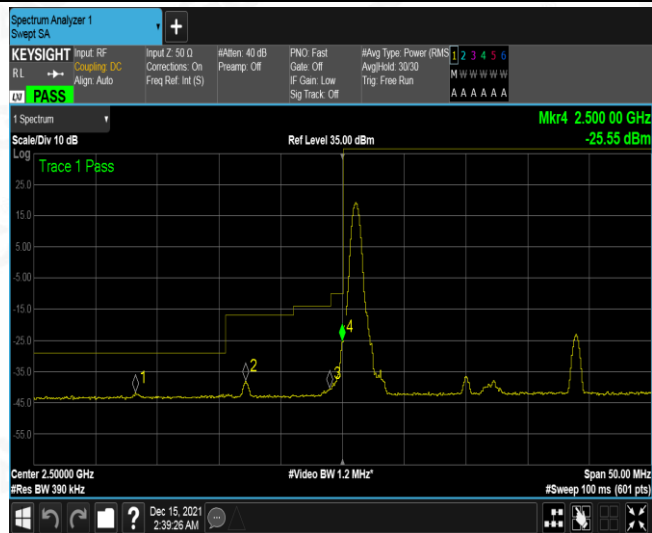 Spectrum Analyzer 1
Swept SA
+
KEYSIGHT
RL
PASS
Input: RF
Coupling: DC
Align: Auto
Input Z: 50 Ω
Corrections: On
Freq Ref: Int (S)
#Atten: 40 dB
Preamp: Off
PNO: Fast
Gate: Off
IF Gain: Low
Sig Track: Off
#Avg Type: Power (RMS
Avg|Hold: 30/30
Trig: Free Run
1 2 3 4 5 6
M W W W W W
A A A A A A
1 Spectrum
Mkr4 2.500 00 GHz
Scale/Div 10 dB
Ref Level 35.00 dBm
-25.55 dBm
Log
Trace 1 Pass
25.0
15.0
5.00
-5.00
-15.0
-25.0
-35.0
-45.0
-55.0
1
2
3
4
Center 2.50000 GHz
#Video BW 1.2 MHz*
Span 50.00 MHz
#Res BW 390 kHz
#Sweep 100 ms (601 pts)
?
Dec 15, 2021
2:39:26 AM